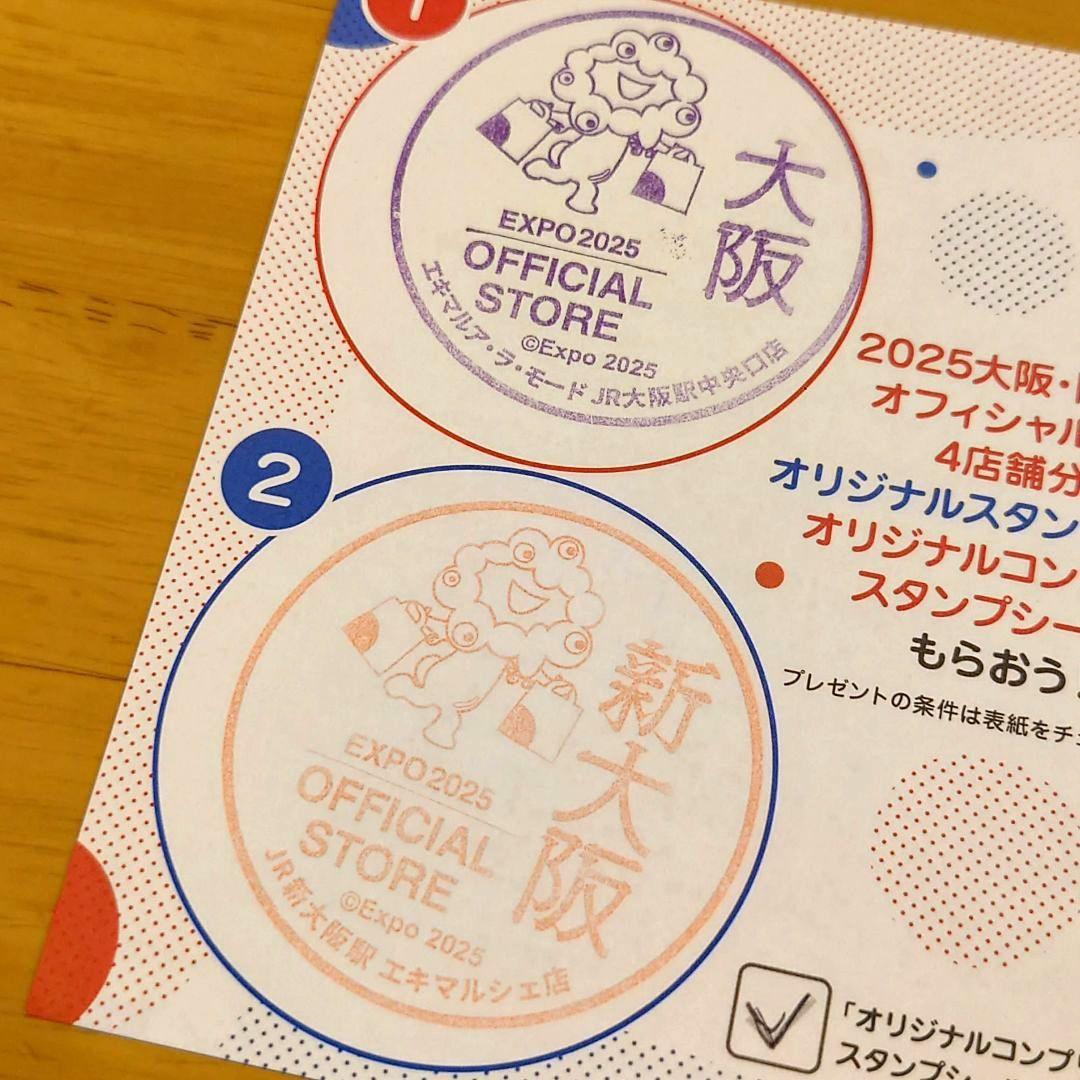 1
大阪
EXPO2025
OFFICIAL
STORE
©Expo 2025
エキマルア・ラ・モード JR大阪駅中央口店
2025大阪・
オフィシャル
4店舗分
オリジナルスタン
オリジナルコン
スタンプシー
もらおう
プレゼントの条件は表紙をチ
2
新大阪
EXPO2025
OFFICIAL
STORE
©Expo 2025
JR新大阪駅 エキマルシェ店
「オリジナルコンプ
スタンプシ